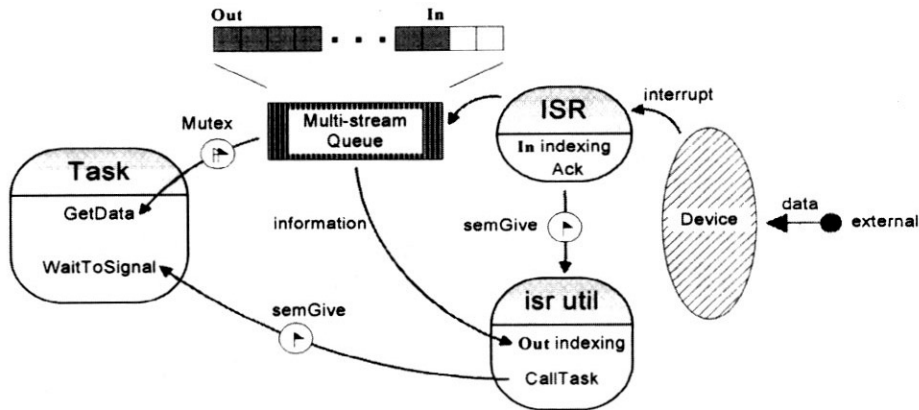 Out In
Multi-stream
Queue
Mutex
ISR
In indexing
Ack
interrupt
Task
GetData
WaitToSignal
information
semGive
Device
data
external
isr util
Out indexing
CallTask
semGive